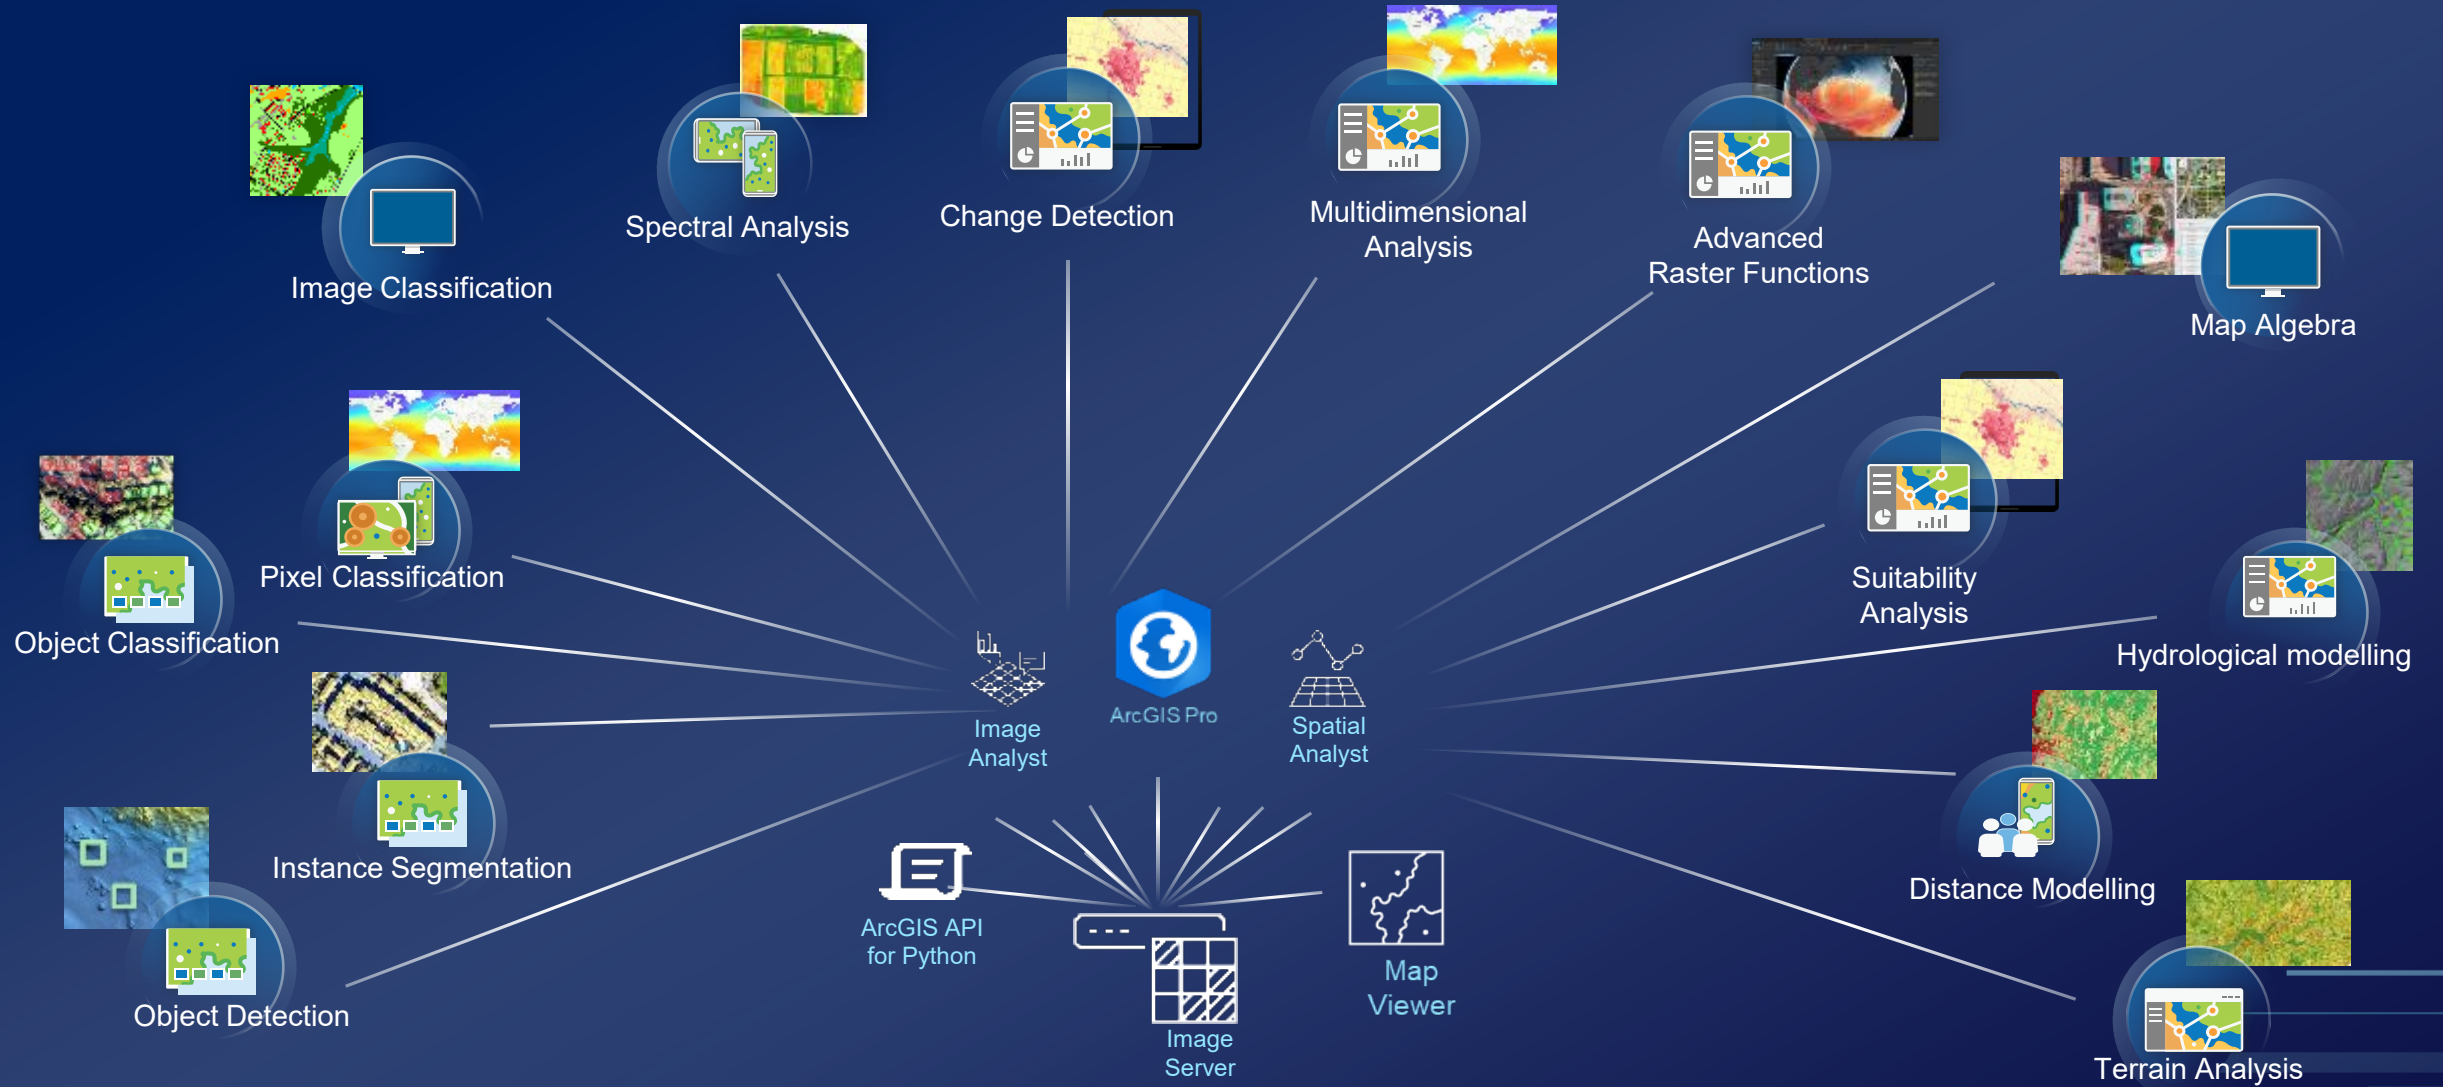 Image Classification
Spectral Analysis
Change Detection
Multidimensional
Analysis
Advanced
Raster Functions
Map Algebra
Pixel Classification
Object Classification
Suitability
Analysis
Hydrological modelling
Instance Segmentation
Object Detection
Image
Analyst
ArcGIS Pro
Spatial
Analyst
Distance Modelling
ArcGIS API
for Python
Map
Viewer
Image
Server
Terrain Analysis